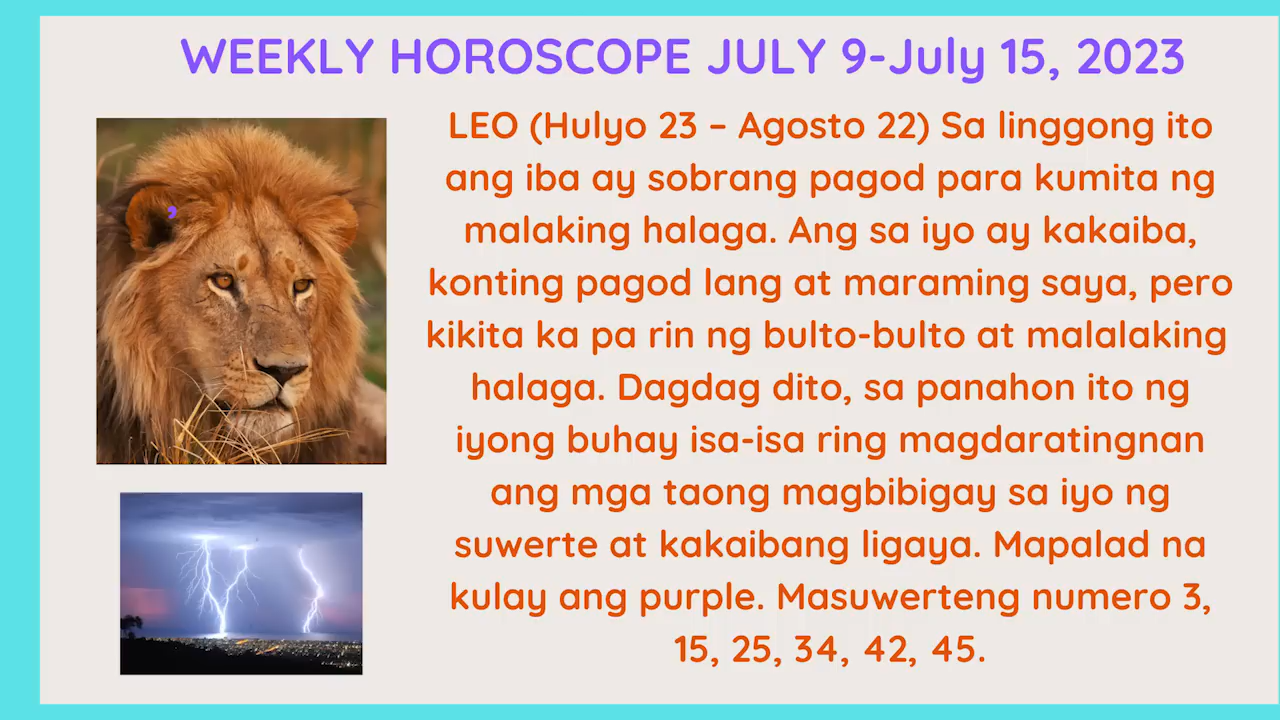 WEEKLY HOROSCOPE JULY 9-July 15, 2023
LEO (Hulyo 23 – Agosto 22) Sa linggong ito
ang iba ay sobrang pagod para kumita ng
malaking halaga. Ang sa iyo ay kakaiba,
konting pagod lang at maraming saya, pero
kikita ka pa rin ng bulto-bulto at malalaking
halaga. Dagdag dito, sa panahon ito ng
iyong buhay isa-isa ring magdaratingnan
ang mga taong magbibigay sa iyo ng
suwerte at kakaibang ligaya. Mapalad na
kulay ang purple. Masuwerteng numero 3,
15, 25, 34, 42, 45.
,